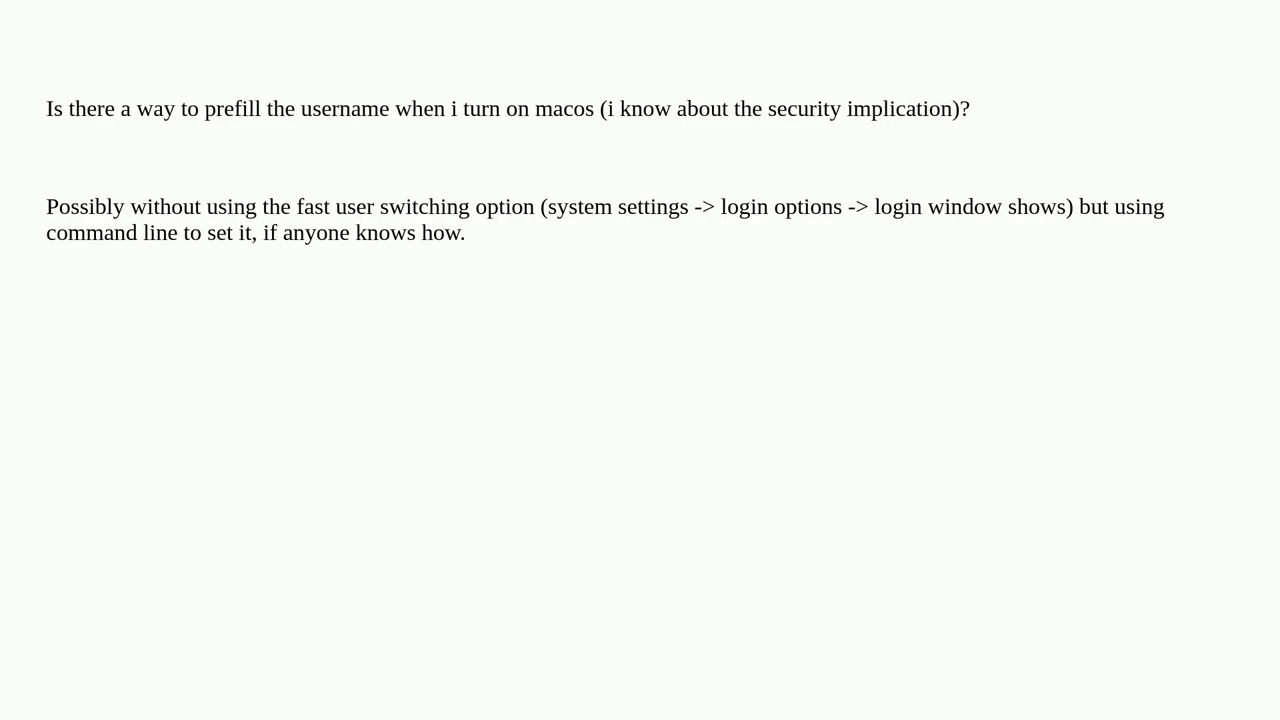 Is there a way to prefill the username when i turn on macos (i know about the security implication)?
Possibly without using the fast user switching option (system settings -> login options -> login window shows) but using
command line to set it, if anyone knows how.